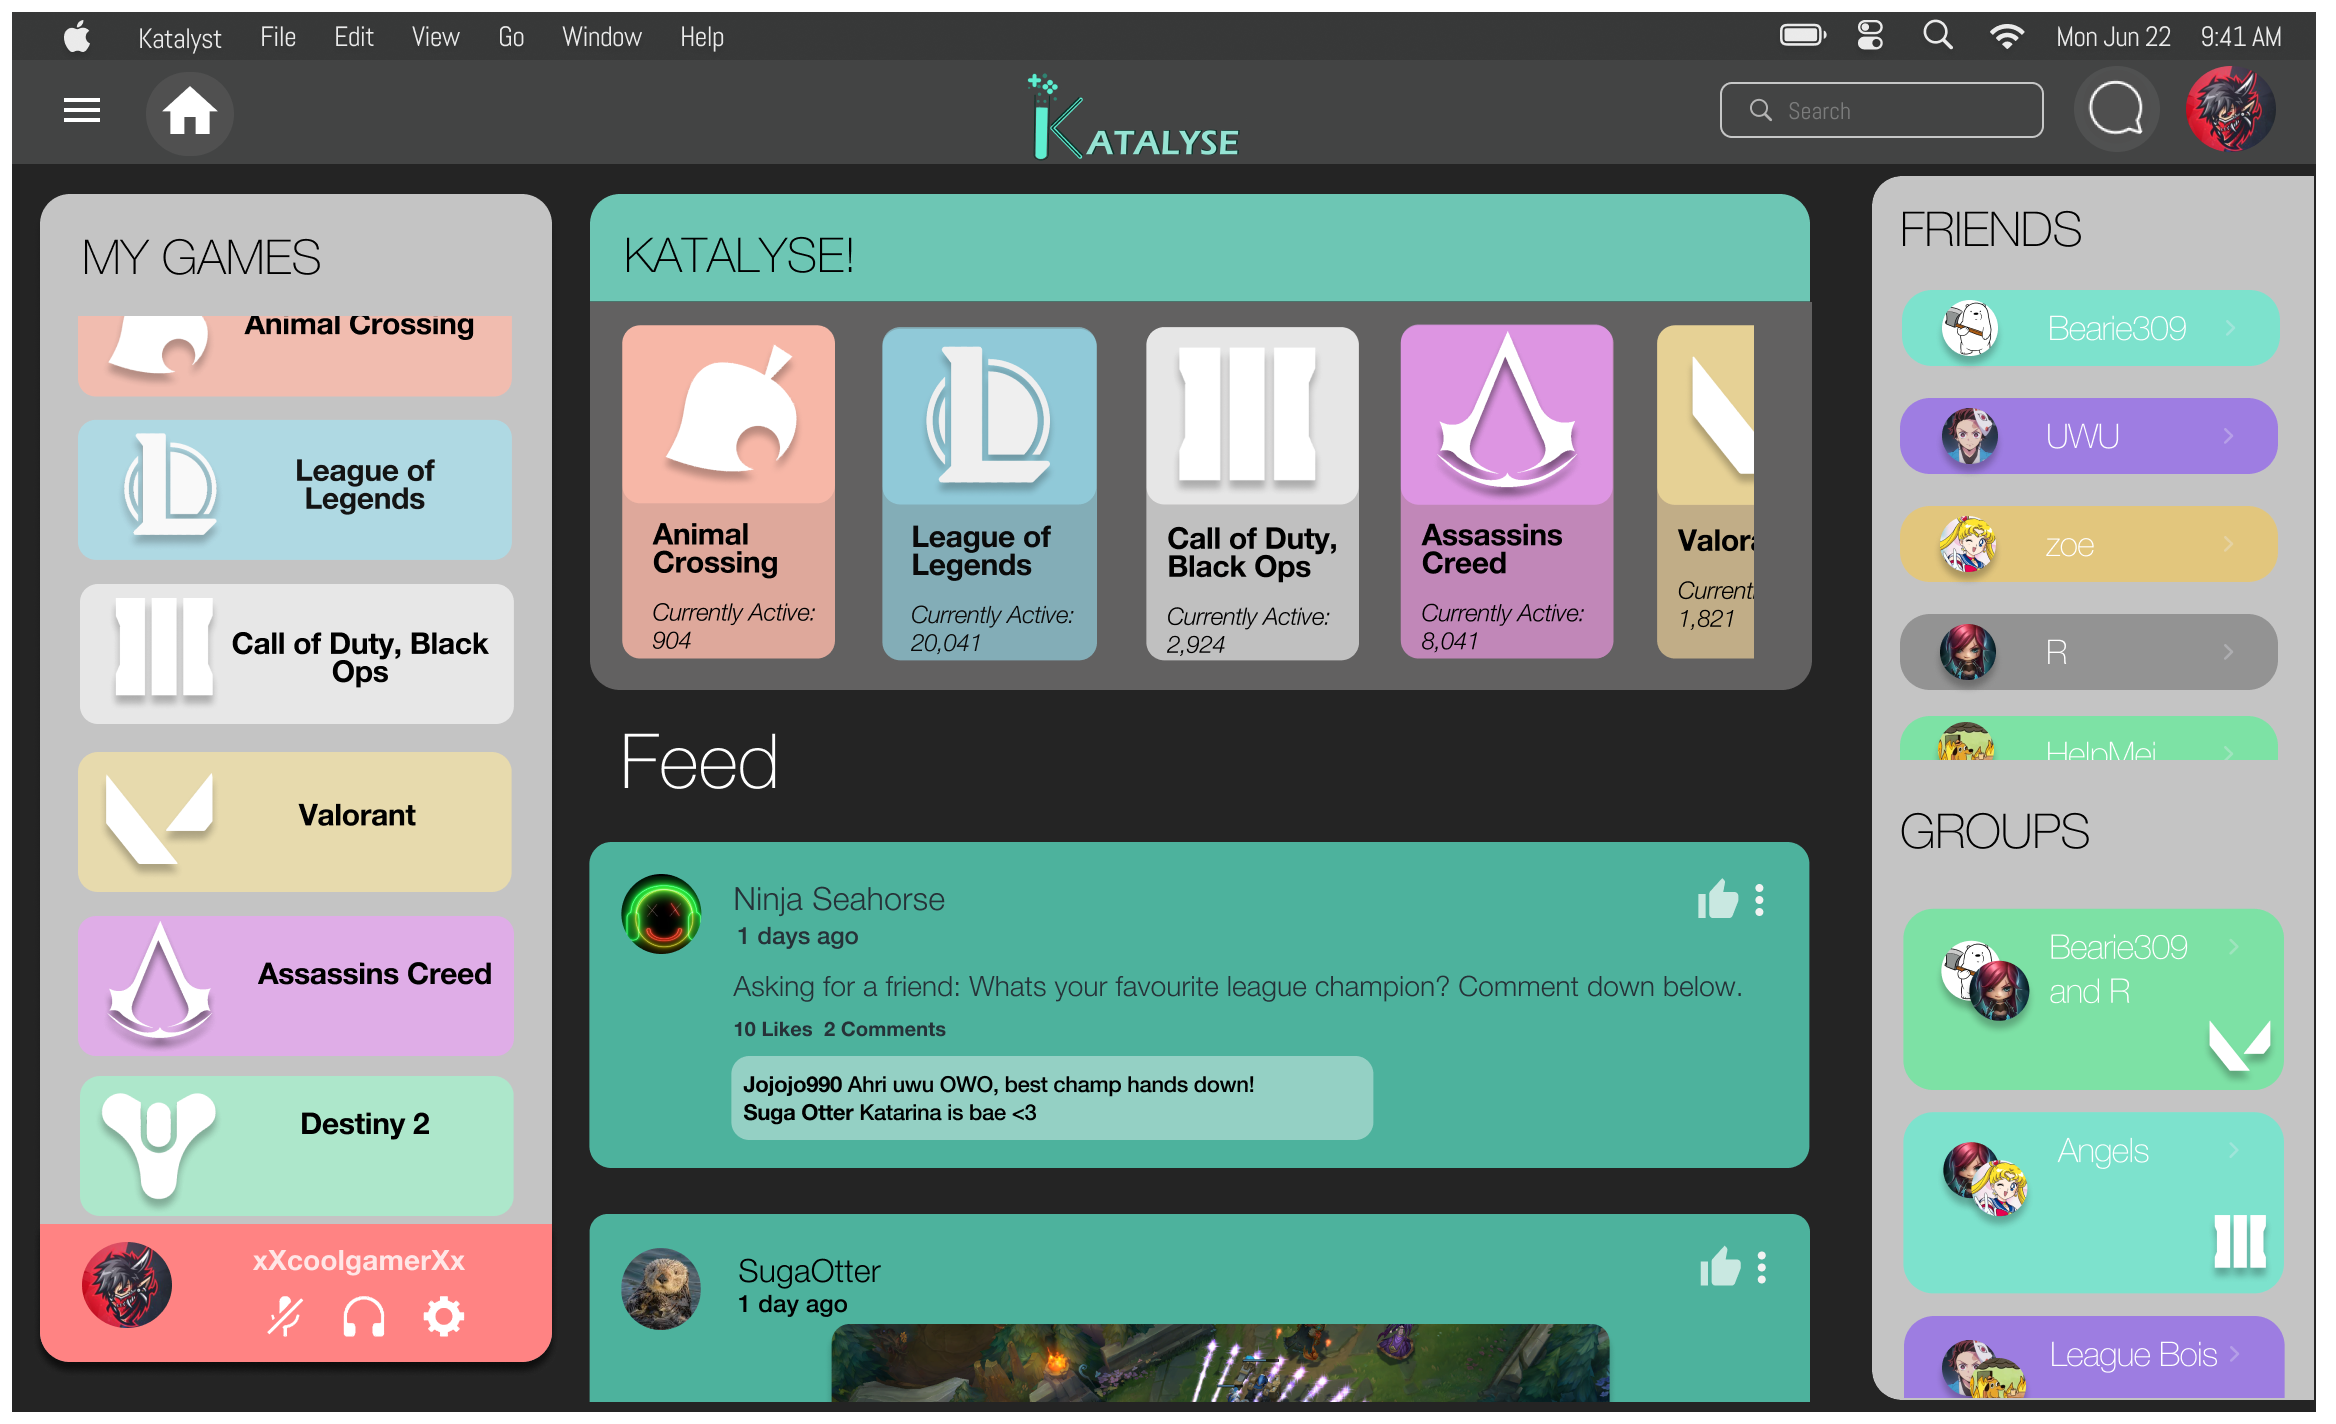 Katalyst File Edit View Go Window Help
Mon Jun 22 9:41 AM
KATALYSE
Search
MY GAMES
Animal Crossing
League of
Legends
Call of Duty, Black
Ops
Valorant
Assassins Creed
Destiny 2
xXcoolgamerXx
KATALYSE!
Animal
Crossing
Currently Active:
904
League of
Legends
Currently Active:
20,041
Call of Duty,
Black Ops
Currently Active:
2,924
Assassins
Creed
Currently Active:
8,041
Valora
Current
1,821
Feed
Ninja Seahorse
1 days ago
Asking for a friend: Whats your favourite league champion? Comment down below.
10 Likes 2 Comments
Jojojo990 Ahri uwu OWO, best champ hands down!
Suga Otter Katarina is bae <3
SugaOtter
1 day ago
FRIENDS
Bearie309
UWU
zoe
R
HelpMei
GROUPS
Bearie309
and R
Angels
League Bois